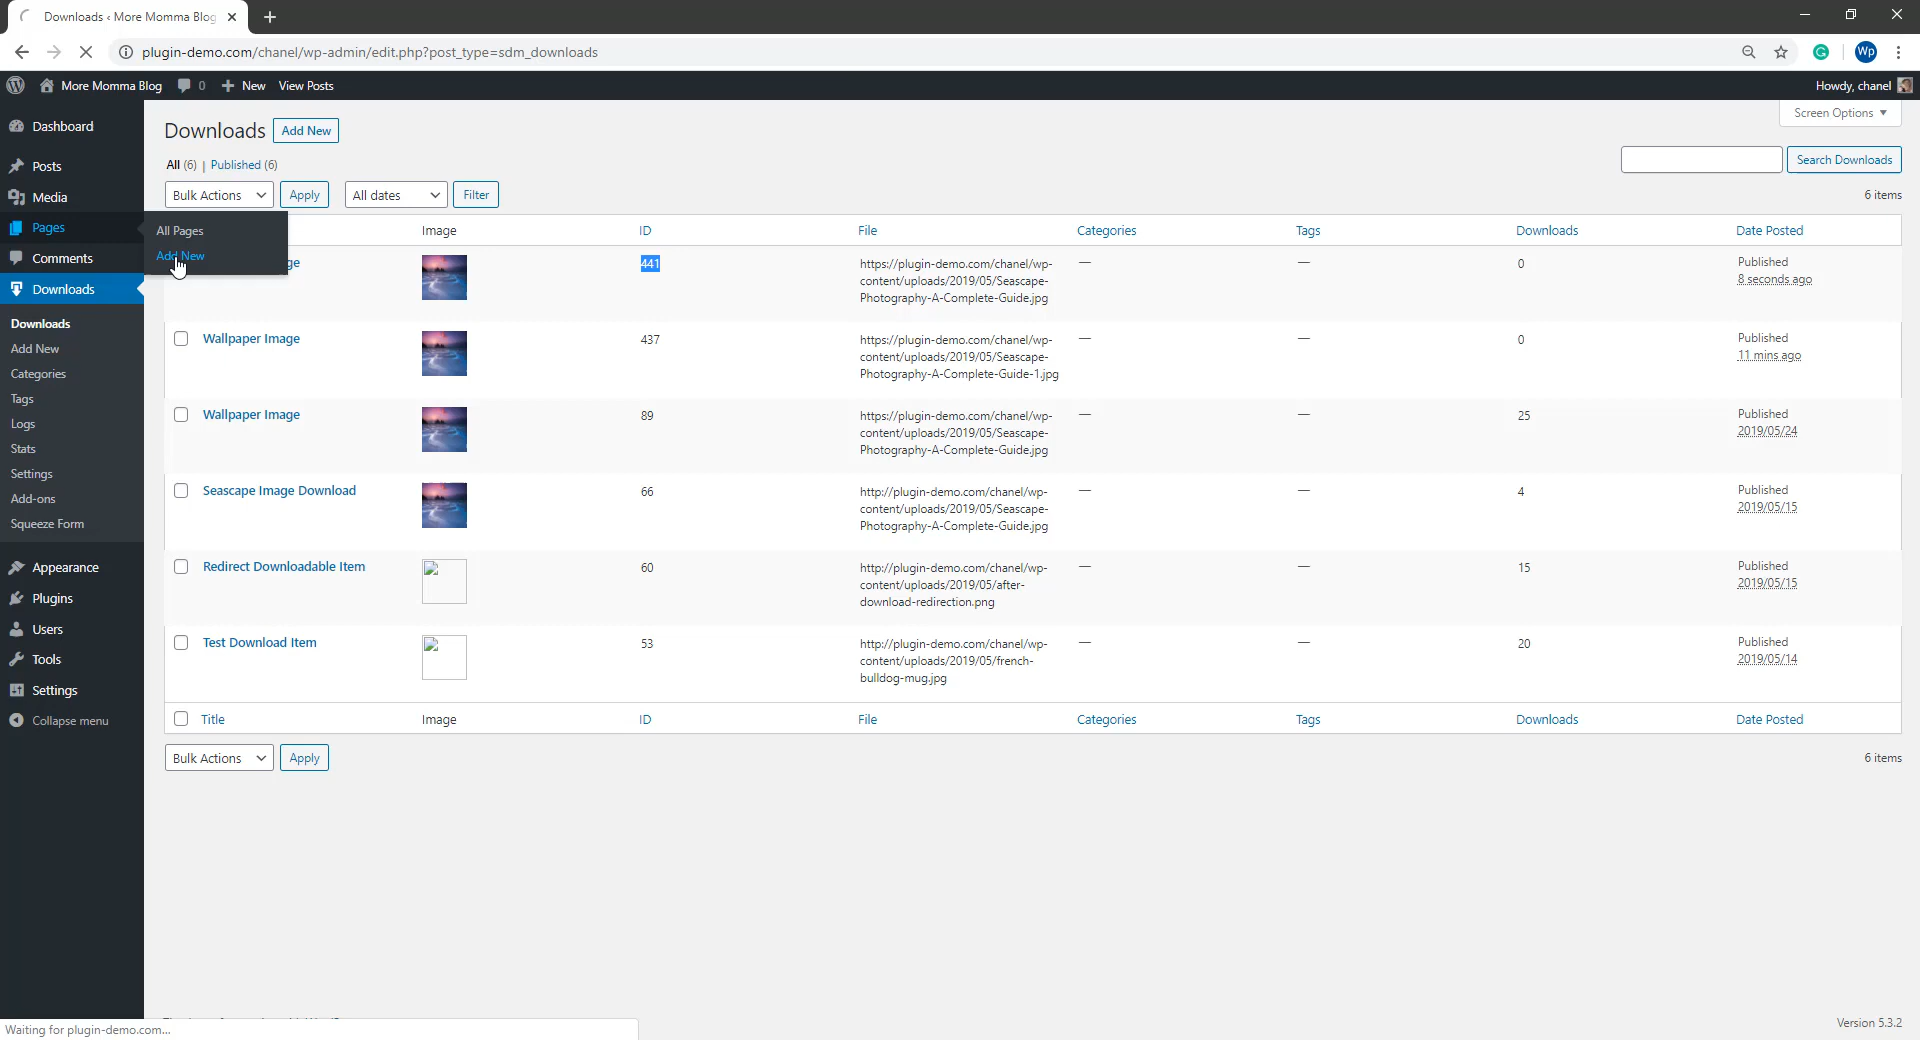 Downloads ‹ More Momma Blog
plugin-demo.com/chanel/wp-admin/edit.php?post_type=sdm_downloads
Wp
More Momma Blog 0 New View Posts Howdy, chanel
Screen Options
Dashboard
Posts
Media
Pages
Comments
Downloads
Downloads
Add New
Categories
Tags
Logs
Stats
Settings
Add-ons
Squeeze Form
Appearance
Plugins
Users
Tools
Settings
Collapse menu
All Pages
Add New
Downloads Add New
All (6) | Published (6)
Search Downloads
Bulk Actions Apply All dates Filter 6 items
Image ID File Categories Tags Downloads Date Posted
ge 441 https://plugin-demo.com/chanel/wp- — — 0 Published
content/uploads/2019/05/Seascape- 8 seconds ago
Photography-A-Complete-Guide.jpg
Wallpaper Image 437 https://plugin-demo.com/chanel/wp- — — 0 Published
content/uploads/2019/05/Seascape- 11 mins ago
Photography-A-Complete-Guide-1.jpg
Wallpaper Image 89 https://plugin-demo.com/chanel/wp- — — 25 Published
content/uploads/2019/05/Seascape- 2019/05/24
Photography-A-Complete-Guide.jpg
Seascape Image Download 66 http://plugin-demo.com/chanel/wp- — — 4 Published
content/uploads/2019/05/Seascape- 2019/05/15
Photography-A-Complete-Guide.jpg
Redirect Downloadable Item 60 http://plugin-demo.com/chanel/wp- — — 15 Published
content/uploads/2019/05/after- 2019/05/15
download-redirection.png
Test Download Item 53 http://plugin-demo.com/chanel/wp- — — 20 Published
content/uploads/2019/05/french- 2019/05/14
bulldog-mug.jpg
Title Image ID File Categories Tags Downloads Date Posted
Bulk Actions Apply 6 items
Waiting for plugin-demo.com...
Version 5.3.2